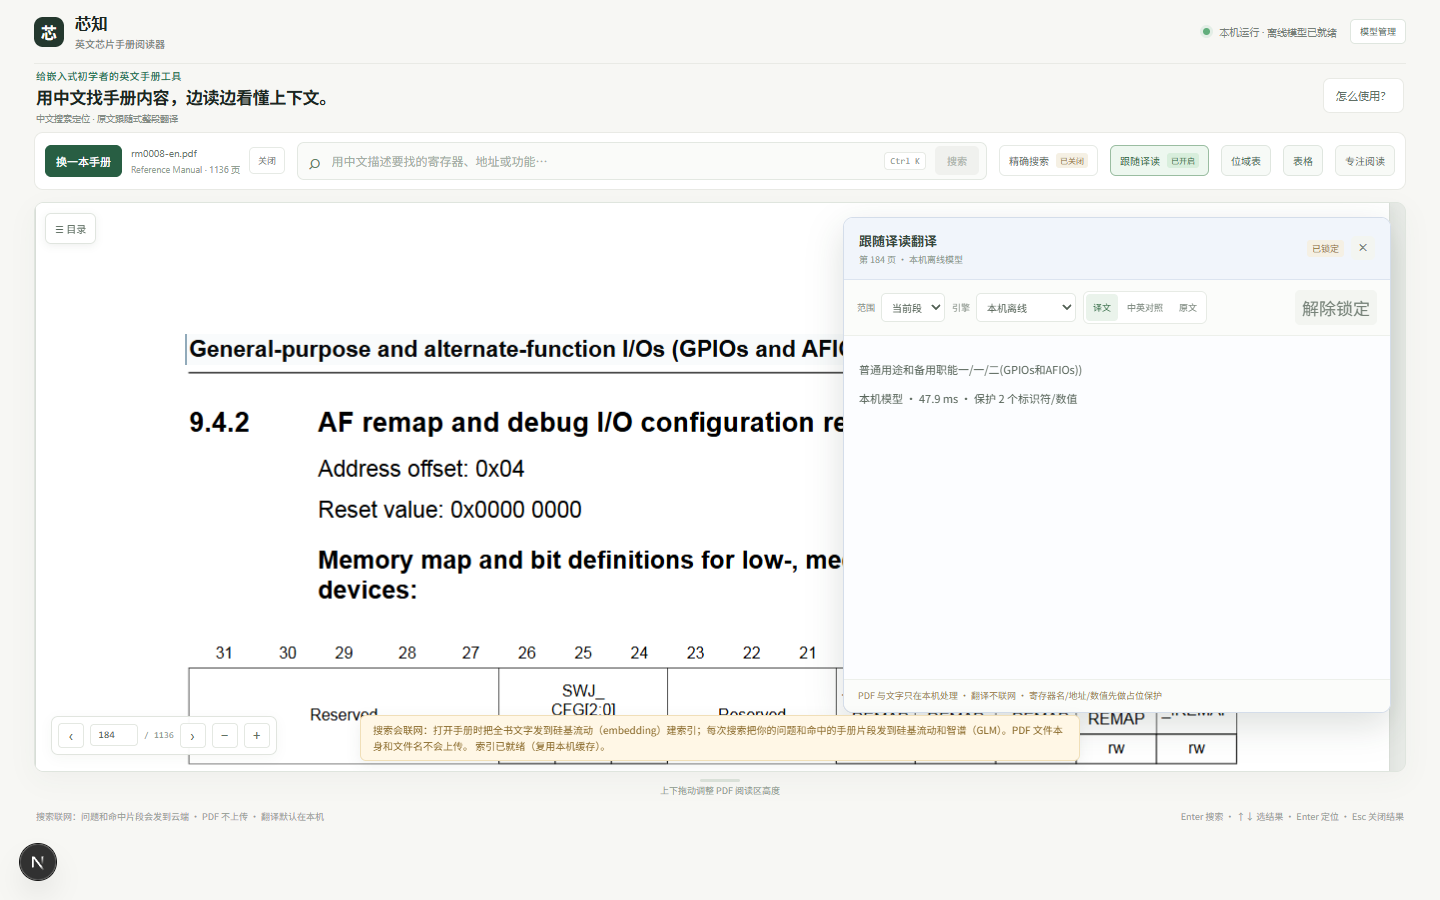 芯
芯知
英文芯片手册阅读器
本机运行 · 离线模型已就绪
模型管理
给嵌入式初学者的英文手册工具
用中文找手册内容，边读边看懂上下文。
中文搜索定位 · 原文跟随式整段翻译
怎么使用？
换一本手册
rm0008-en.pdf
Reference Manual · 1136 页
关闭
用中文描述要找的寄存器、地址或功能…
Ctrl K
搜索
精确搜索 已关闭
跟随译读 已开启
位域表
表格
专注阅读
☰ 目录
General-purpose and alternate-function I/Os (GPIOs and AFIO
9.4.2 AF remap and debug I/O configuration re
Address offset: 0x04
Reset value: 0x0000 0000
Memory map and bit definitions for low-, me
devices:
31 30 29 28 27 26 25 24 23 22 21
Reserved
SWJ_
CFG[2:0]
Reserved
REMAP
rw rw
跟随译读翻译
第 184 页 · 本机离线模型
已锁定 ×
范围 当前段 引擎 本机离线 译文 中英对照 原文 解除锁定
普通用途和备用职能一/一/二(GPIOs和AFIOs))
本机模型 · 47.9 ms · 保护 2 个标识符/数值
PDF 与文字只在本机处理 · 翻译不联网 · 寄存器名/地址/数值先做占位保护
‹ 184 / 1136 › − +
搜索会联网：打开手册时把全书文字发到硅基流动（embedding）建索引；每次搜索把你的问题和命中的手册片段发到硅基流动和智谱（GLM）。PDF 文件本
身和文件名不会上传。 索引已就绪（复用本机缓存）。
上下拖动调整 PDF 阅读区高度
搜索联网：问题和命中片段会发到云端 · PDF 不上传 · 翻译默认在本机
Enter 搜索 · ↑↓ 选结果 · Enter 定位 · Esc 关闭结果
N